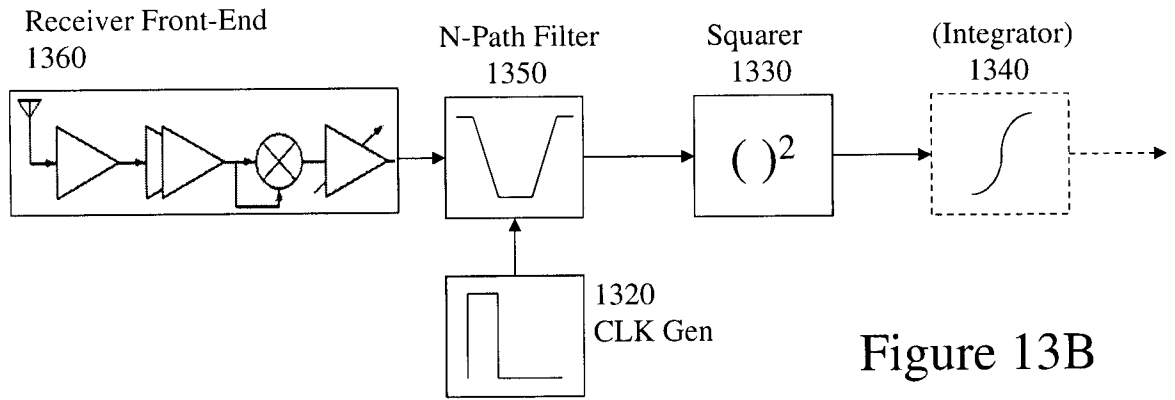 Receiver Front-End
1360
N-Path Filter
1350
Squarer
1330
(Integrator)
1340
( )²
1320
CLK Gen
Figure 13B